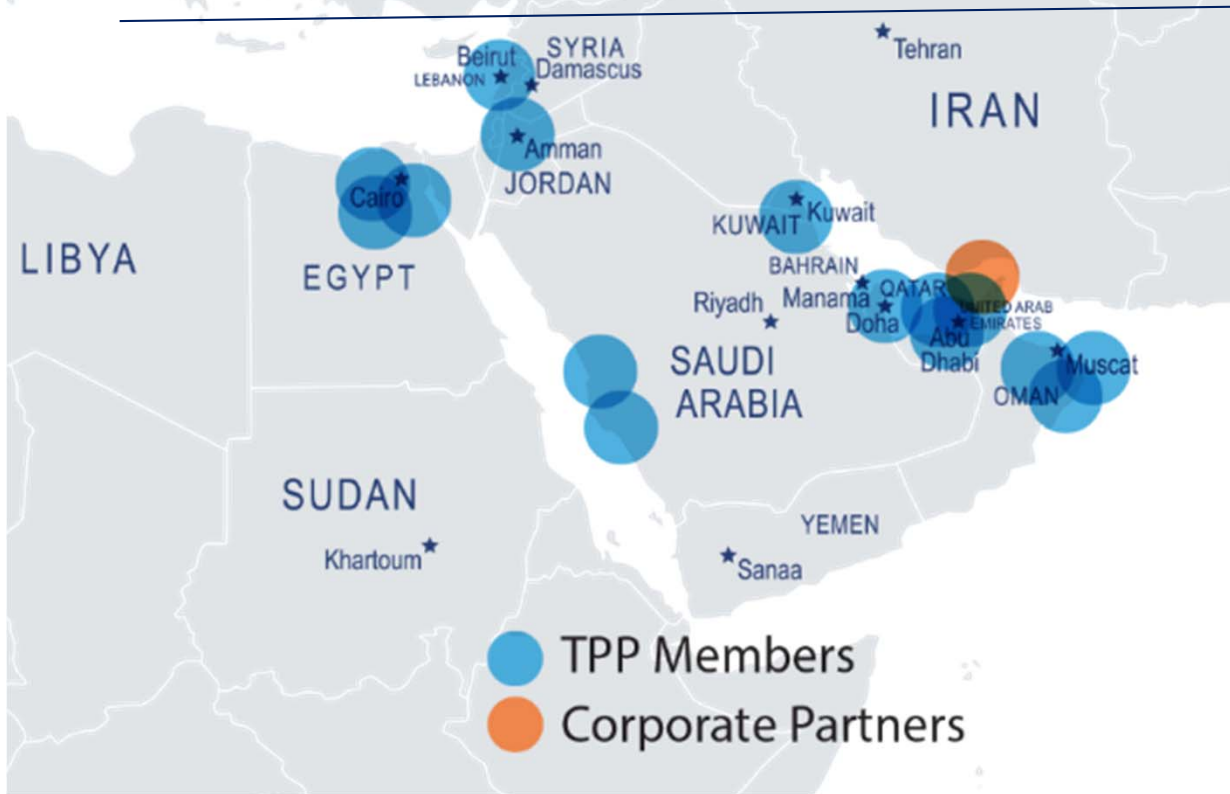 Tehran
Beirut
SYRIA
LEBANON
Damascus
IRAN
Amman
JORDAN
Cairo
KUWAIT
Kuwait
LIBYA
EGYPT
BAHRAIN
Manama
QATAR
Doha
Riyadh
UNITED ARAB
EMIRATES
Abu
Dhabi
Muscat
OMAN
SAUDI
ARABIA
SUDAN
YEMEN
Khartoum
Sanaa
TPP Members
Corporate Partners